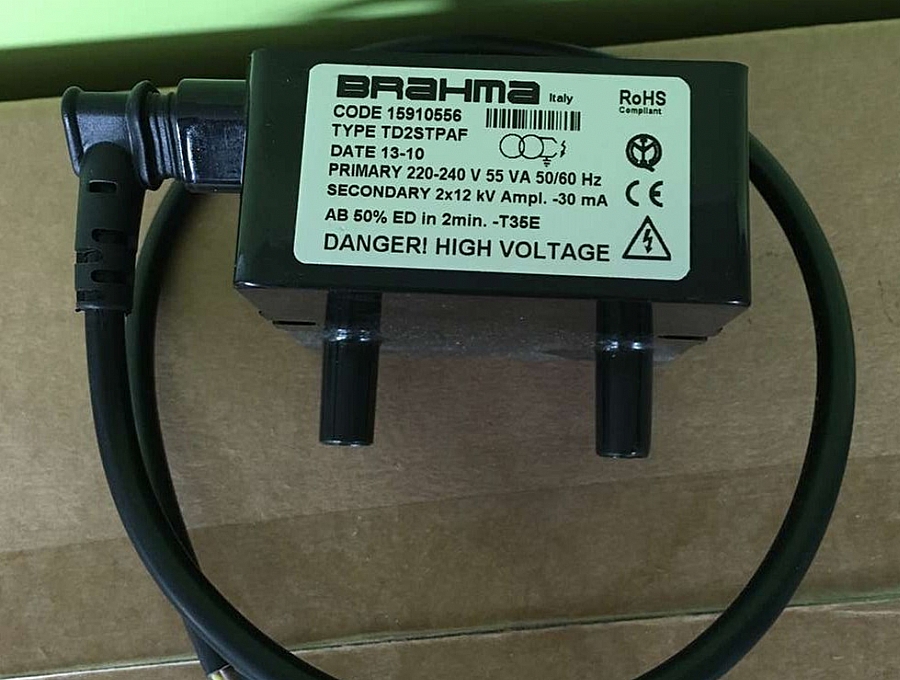 BRAHMA Italy
RoHS
Compliant
CODE 15910556
TYPE TD2STPAF
DATE 13-10
PRIMARY 220-240 V 55 VA 50/60 Hz
SECONDARY 2x12 kV Ampl. -30 mA
CE
AB 50% ED in 2min. -T35E
DANGER! HIGH VOLTAGE